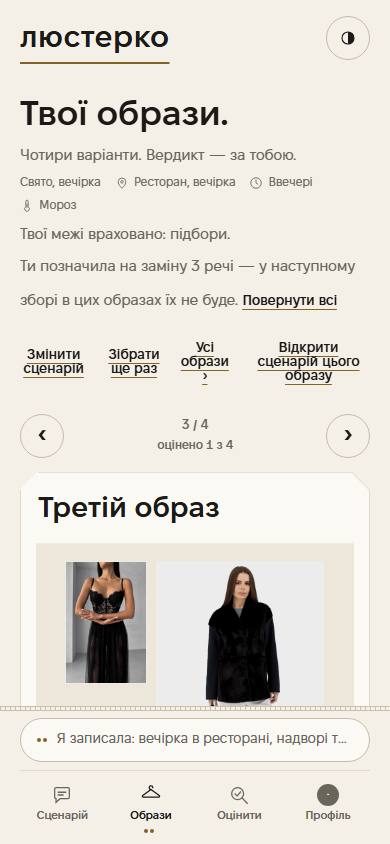 люстерко
Твої образи.
Чотири варіанти. Вердикт — за тобою.
Свято, вечірка Ресторан, вечірка Ввечері
Мороз
Твої межі враховано: підбори.
Ти позначила на заміну 3 речі — у наступному
зборі в цих образах їх не буде. Повернути всі
Змінити
сценарій
Зібрати
ще раз
Усі
образи
›
Відкрити
сценарій цього
образу
‹
3 / 4
оцінено 1 з 4
›
Третій образ
Я записала: вечірка в ресторані, надворі т…
Сценарій Образи Оцінити Профіль